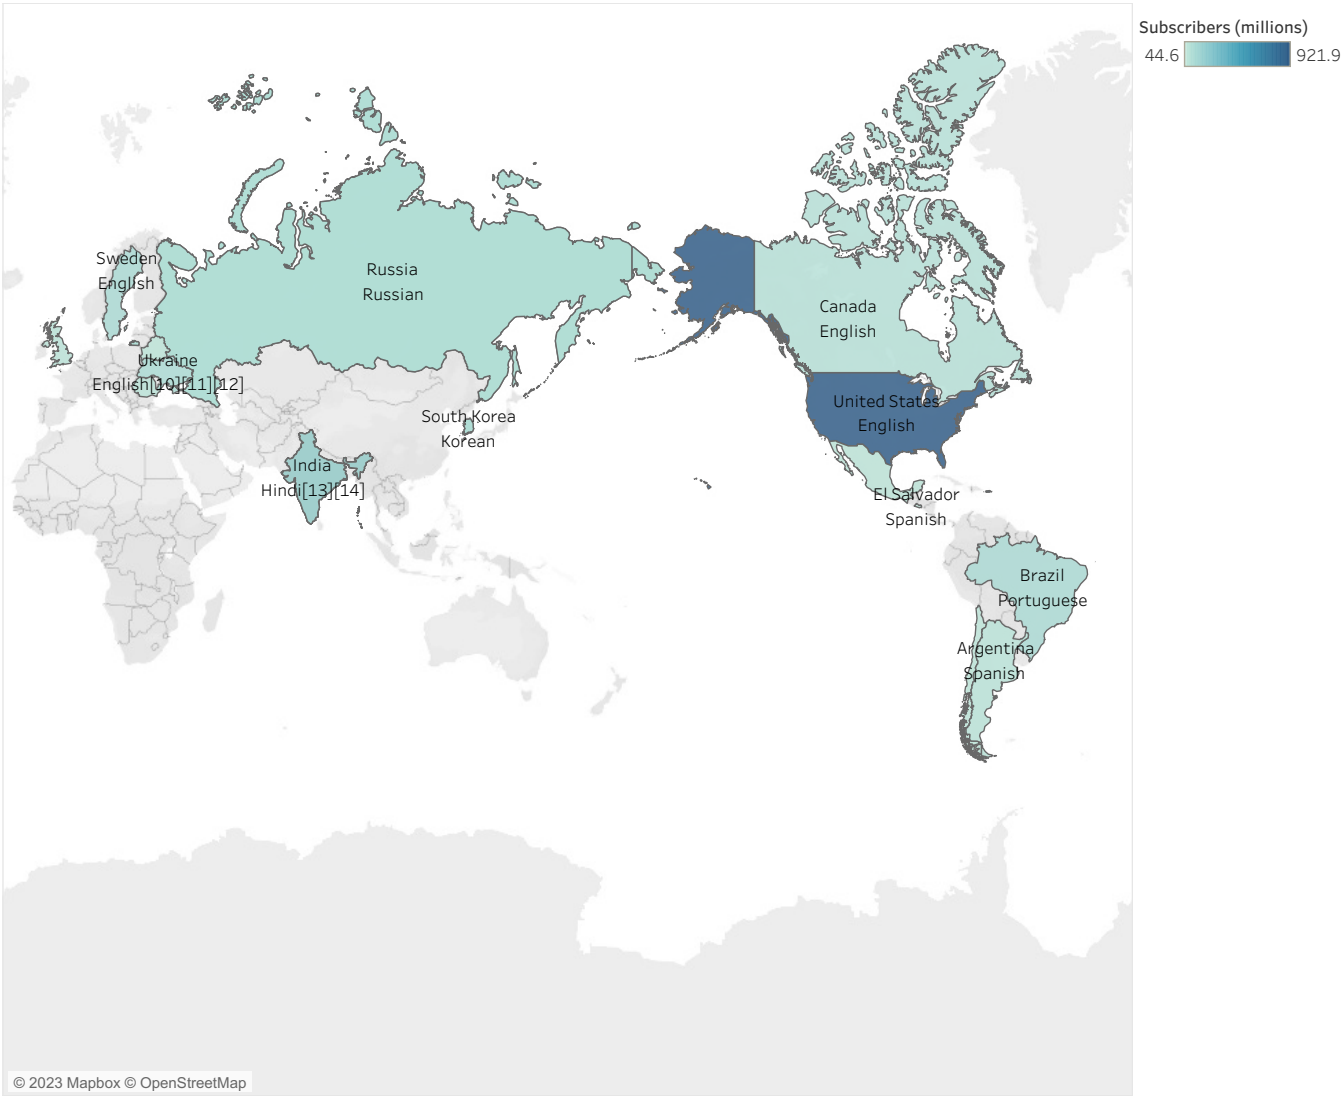 Subscribers (millions)
44.6 921.9
Sweden
English
Russia
Russian
Canada
English
Ukraine
English[10][11][12]
United States
English
South Korea
Korean
India
Hindi[13][14]
El Salvador
Spanish
Brazil
Portuguese
Argentina
Spanish
© 2023 Mapbox © OpenStreetMap